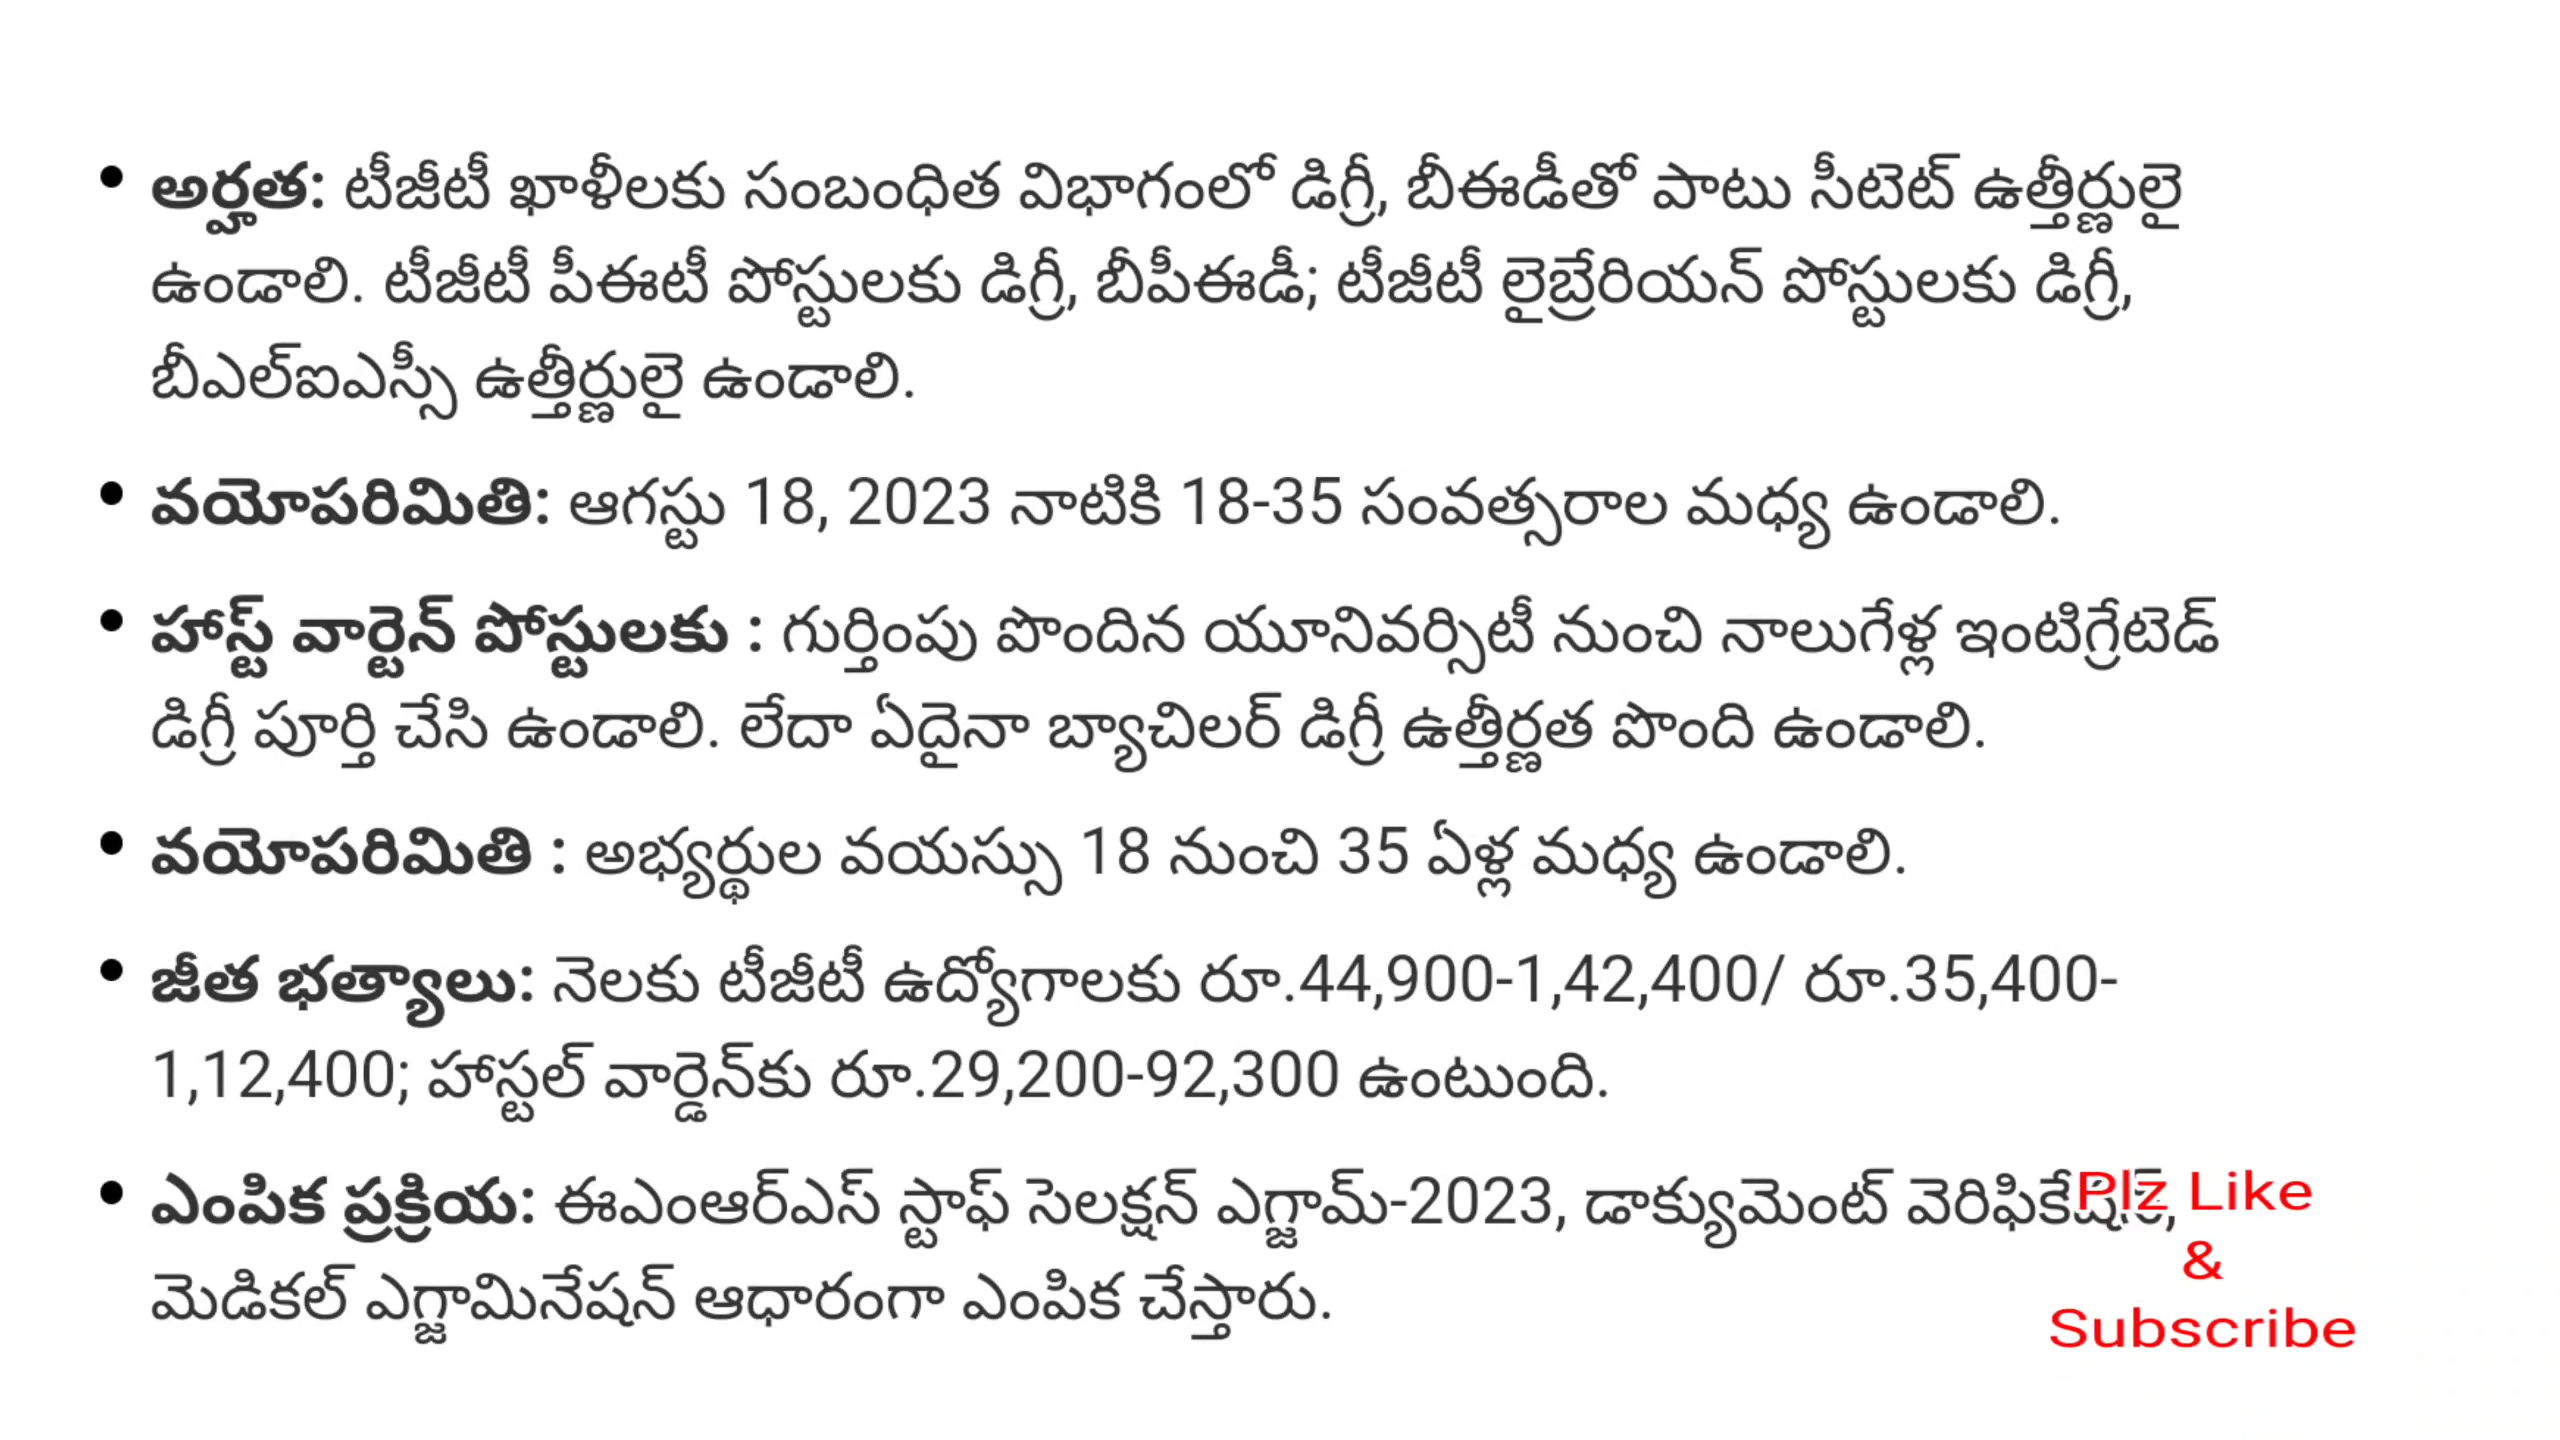 • అర్హత: టీజీటీ ఖాళీలకు సంబంధిత విభాగంలో డిగ్రీ, బీఈడీతో పాటు సీటెట్ ఉత్తీర్ణులై
ఉండాలి. టీజీటీ పీఈటీ పోస్టులకు డిగ్రీ, బీపీఈడీ; టీజీటీ లైబ్రేరియన్ పోస్టులకు డిగ్రీ,
బీఎల్ఐఎస్సీ ఉత్తీర్ణులై ఉండాలి.
• వయోపరిమితి: ఆగస్టు 18, 2023 నాటికి 18-35 సంవత్సరాల మధ్య ఉండాలి.
• హాస్ట్ వార్టెన్ పోస్టులకు : గుర్తింపు పొందిన యూనివర్సిటీ నుంచి నాలుగేళ్ల ఇంటిగ్రేటెడ్
డిగ్రీ పూర్తి చేసి ఉండాలి. లేదా ఏదైనా బ్యాచిలర్ డిగ్రీ ఉత్తీర్ణత పొంది ఉండాలి.
• వయోపరిమితి : అభ్యర్థుల వయస్సు 18 నుంచి 35 ఏళ్ల మధ్య ఉండాలి.
• జీత భత్యాలు: నెలకు టీజీటీ ఉద్యోగాలకు రూ.44,900-1,42,400/ రూ.35,400-
1,12,400; హాస్టల్ వార్డెన్‌కు రూ.29,200-92,300 ఉంటుంది.
• ఎంపిక ప్రక్రియ: ఈఎంఆర్ఎస్ స్టాఫ్ సెలక్షన్ ఎగ్జామ్-2023, డాక్యుమెంట్ వెరిఫికేషన్,
మెడికల్ ఎగ్జామినేషన్ ఆధారంగా ఎంపిక చేస్తారు.
Plz Like
&
Subscribe